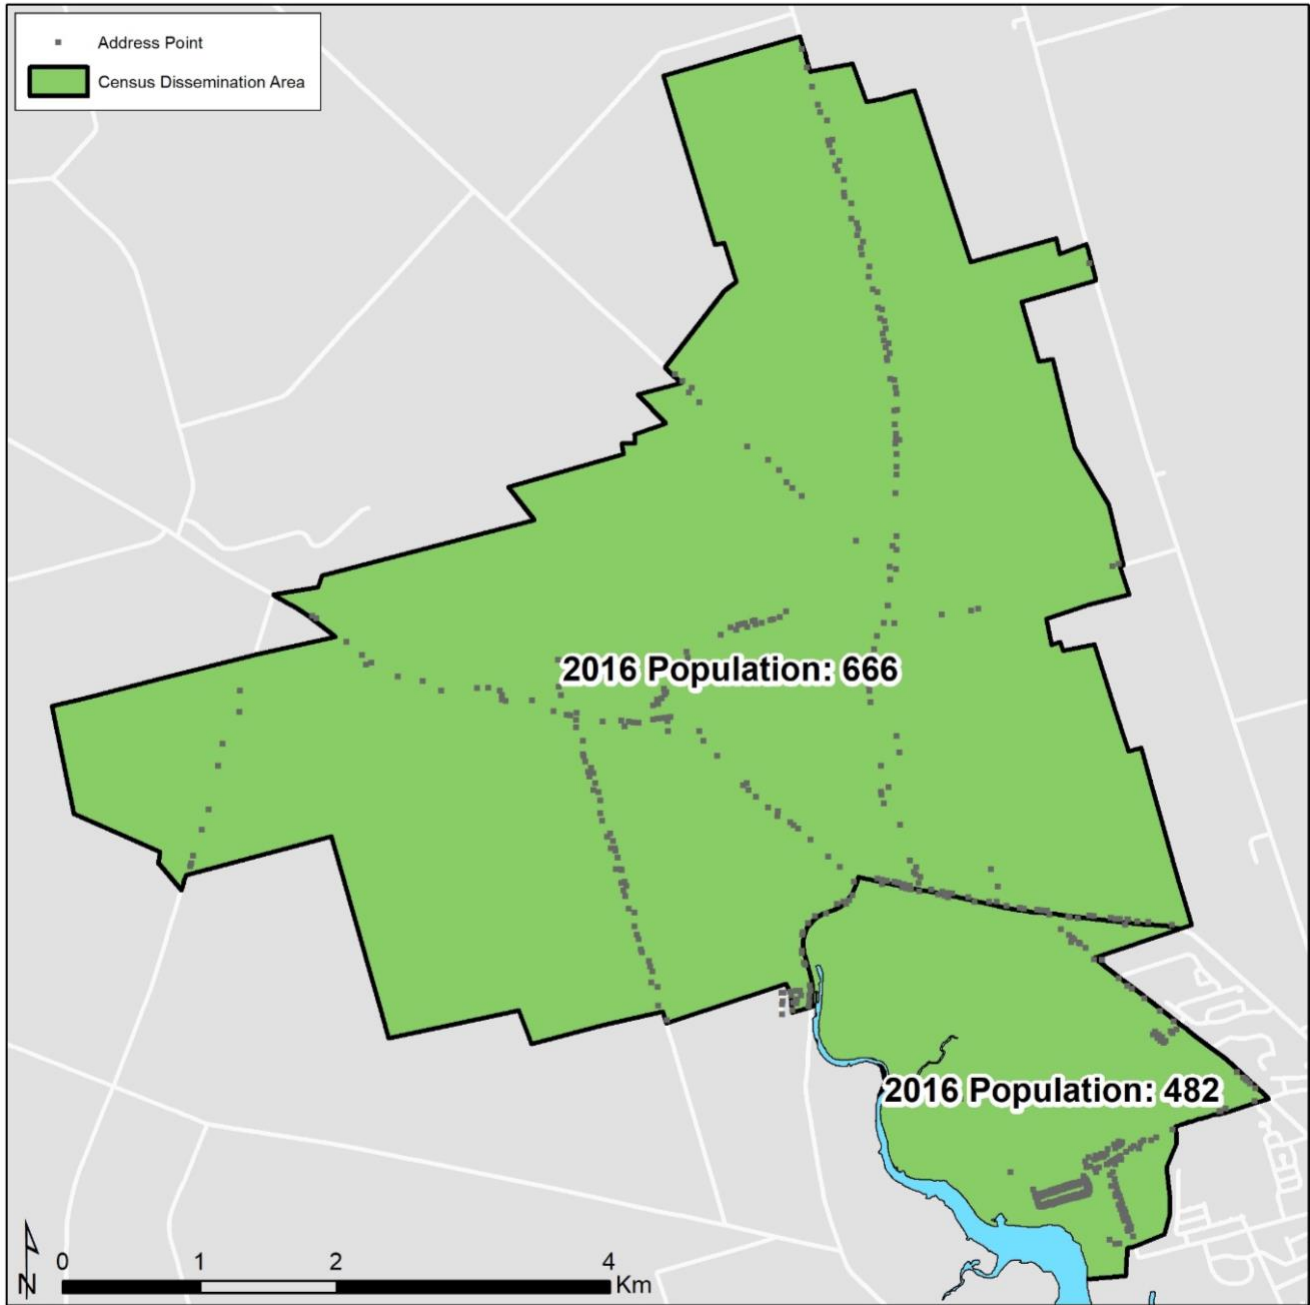 Address Point
Census Dissemination Area
2016 Population: 666
2016 Population: 482
N
0 1 2 4
Km